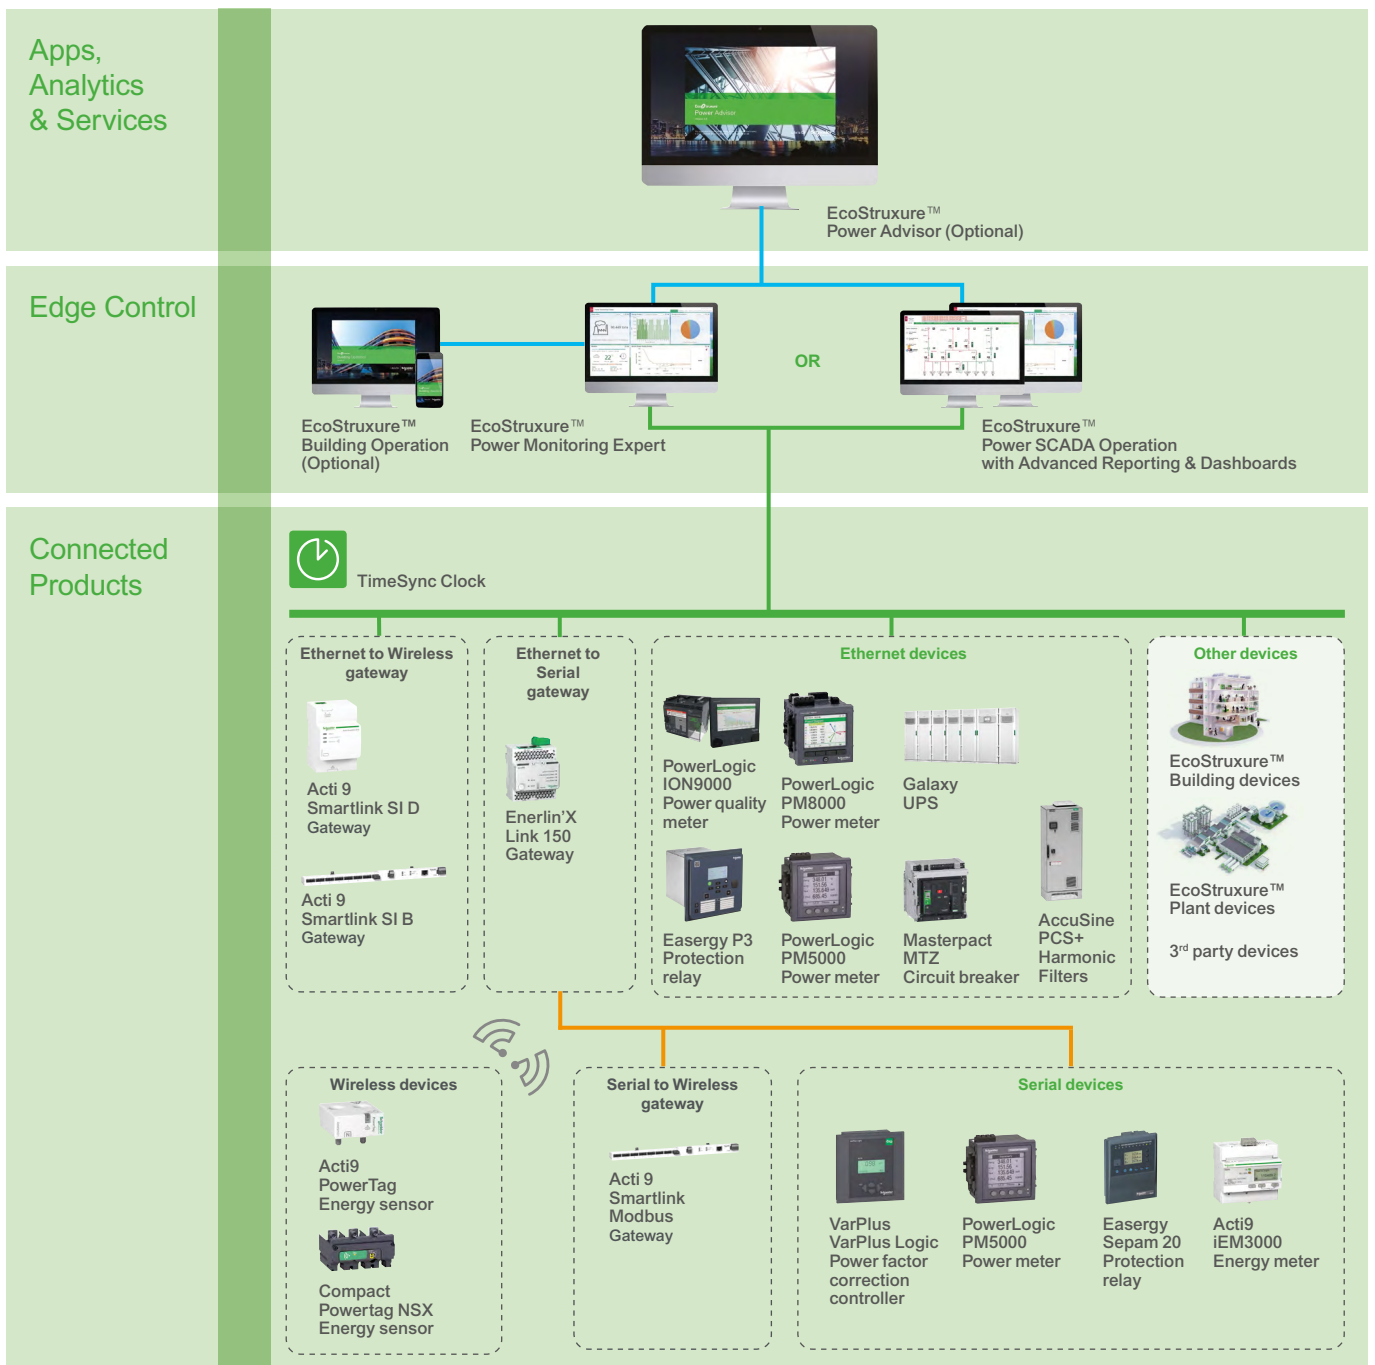 Apps,
Analytics
& Services
EcoStruxure
Power Advisor
EcoStruxure™
Power Advisor (Optional)
Edge Control
OR
EcoStruxure™
Building Operation
(Optional)
EcoStruxure™
Power Monitoring Expert
EcoStruxure™
Power SCADA Operation
with Advanced Reporting & Dashboards
Connected
Products
TimeSync Clock
Ethernet to Wireless
gateway
Acti 9
Smartlink SI D
Gateway
Acti 9
Smartlink SI B
Gateway
Ethernet to
Serial
gateway
Enerlin’X
Link 150
Gateway
Ethernet devices
PowerLogic
ION9000
Power quality
meter
PowerLogic
PM8000
Power meter
Galaxy
UPS
Easergy P3
Protection
relay
PowerLogic
PM5000
Power meter
Masterpact
MTZ
Circuit breaker
AccuSine
PCS+
Harmonic
Filters
Other devices
EcoStruxure™
Building devices
EcoStruxure™
Plant devices
3rd party devices
Wireless devices
Acti9
PowerTag
Energy sensor
Compact
Powertag NSX
Energy sensor
Serial to Wireless
gateway
Acti 9
Smartlink
Modbus
Gateway
Serial devices
VarPlus
VarPlus Logic
Power factor
correction
controller
PowerLogic
PM5000
Power meter
Easergy
Sepam 20
Protection
relay
Acti9
iEM3000
Energy meter